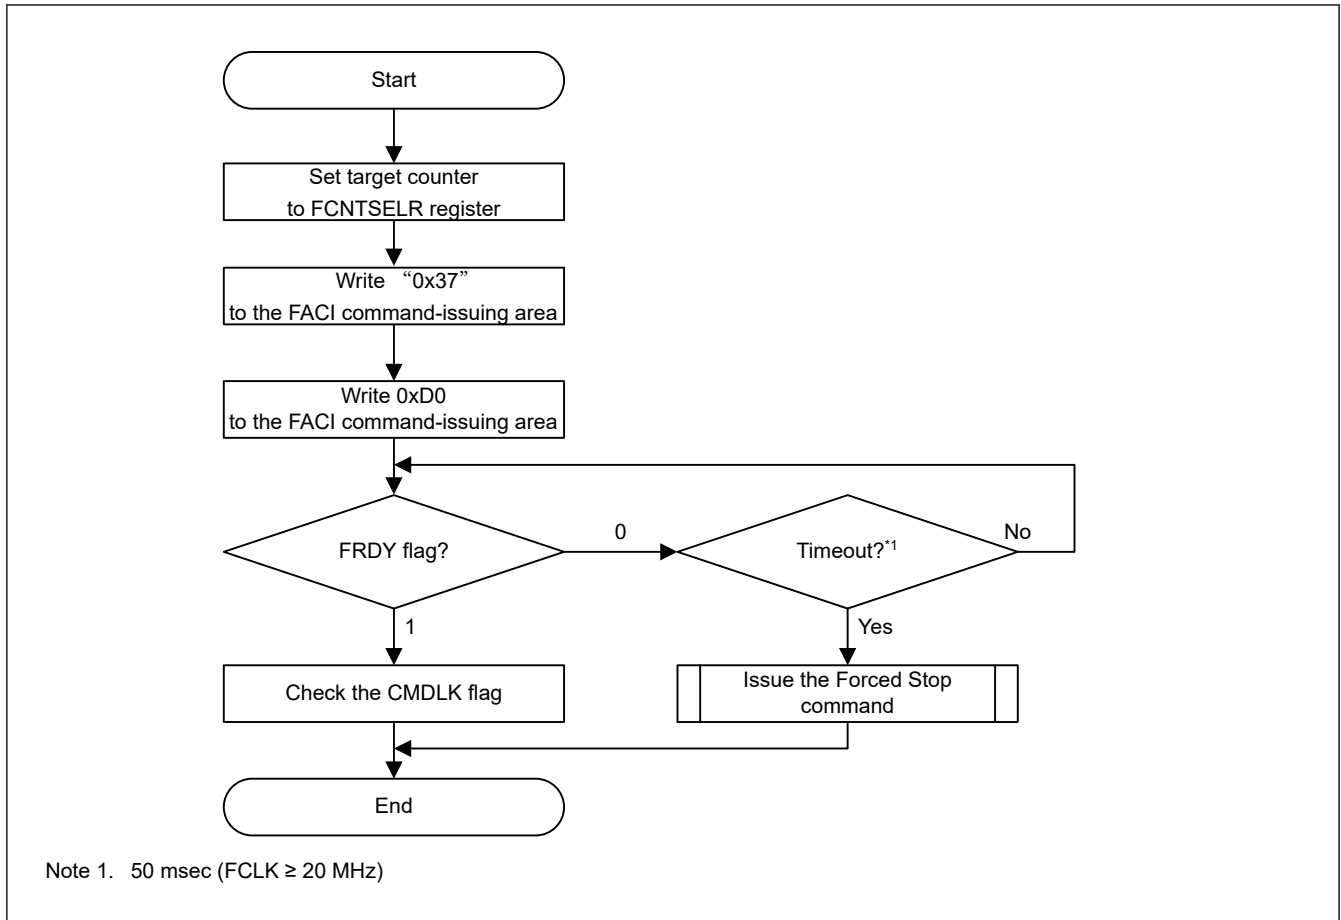 Start
Set target counter
to FCNTSELR register
Write “0x37”
to the FACI command-issuing area
Write 0xD0
to the FACI command-issuing area
FRDY flag?
0
Timeout?*1
No
1
Yes
Check the CMDLK flag
Issue the Forced Stop
command
End
Note 1. 50 msec (FCLK ≥ 20 MHz)